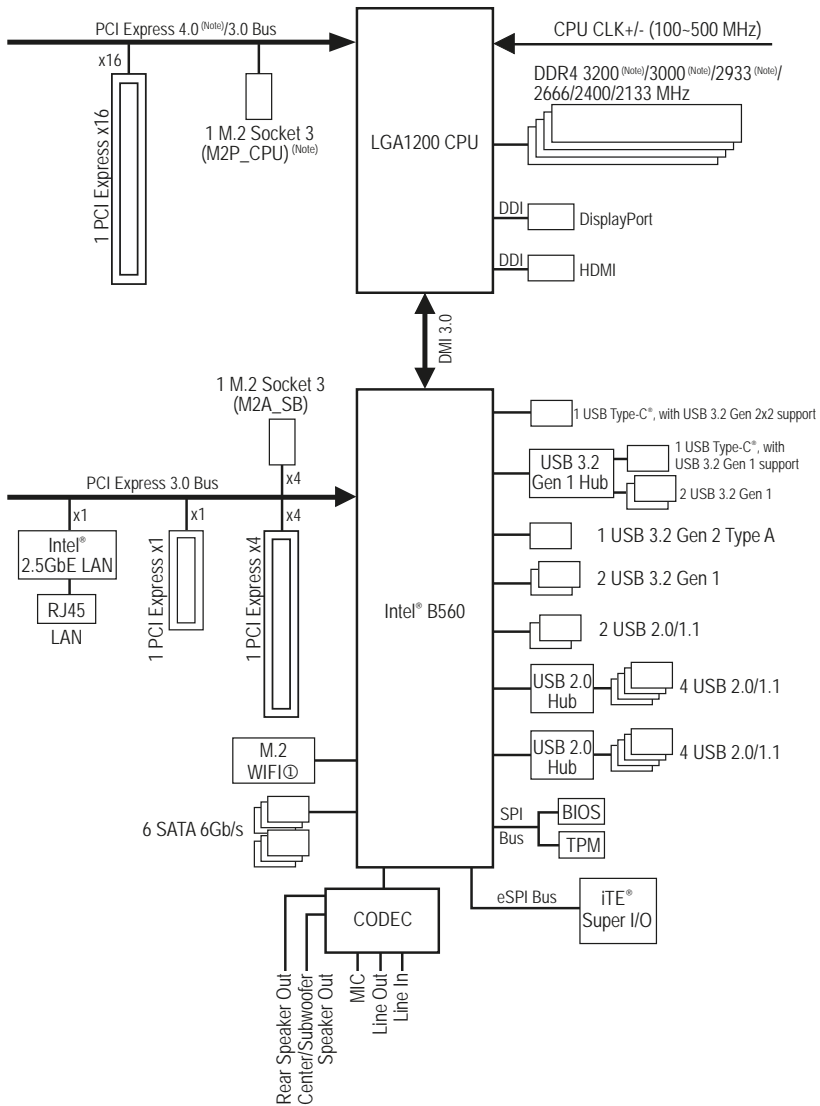 PCI Express 4.0 (Note)/3.0 Bus
CPU CLK+/- (100~500 MHz)
x16
1 PCI Express x16
1 M.2 Socket 3
(M2P_CPU) (Note)
LGA1200 CPU
DDR4 3200 (Note)/3000 (Note)/2933 (Note)/
2666/2400/2133 MHz
DDI
DisplayPort
DDI
HDMI
DMI 3.0
1 M.2 Socket 3
(M2A_SB)
x4
PCI Express 3.0 Bus
x1
x1
x4
Intel®
2.5GbE LAN
RJ45
LAN
1 PCI Express x1
1 PCI Express x4
Intel® B560
1 USB Type-C®, with USB 3.2 Gen 2x2 support
USB 3.2
Gen 1 Hub
1 USB Type-C®, with
USB 3.2 Gen 1 support
2 USB 3.2 Gen 1
1 USB 3.2 Gen 2 Type A
2 USB 3.2 Gen 1
2 USB 2.0/1.1
USB 2.0
Hub
4 USB 2.0/1.1
USB 2.0
Hub
4 USB 2.0/1.1
M.2
WIFI①
6 SATA 6Gb/s
SPI
Bus
BIOS
TPM
eSPI Bus
iTE®
Super I/O
CODEC
Rear Speaker Out
Center/Subwoofer
Speaker Out
MIC
Line Out
Line In